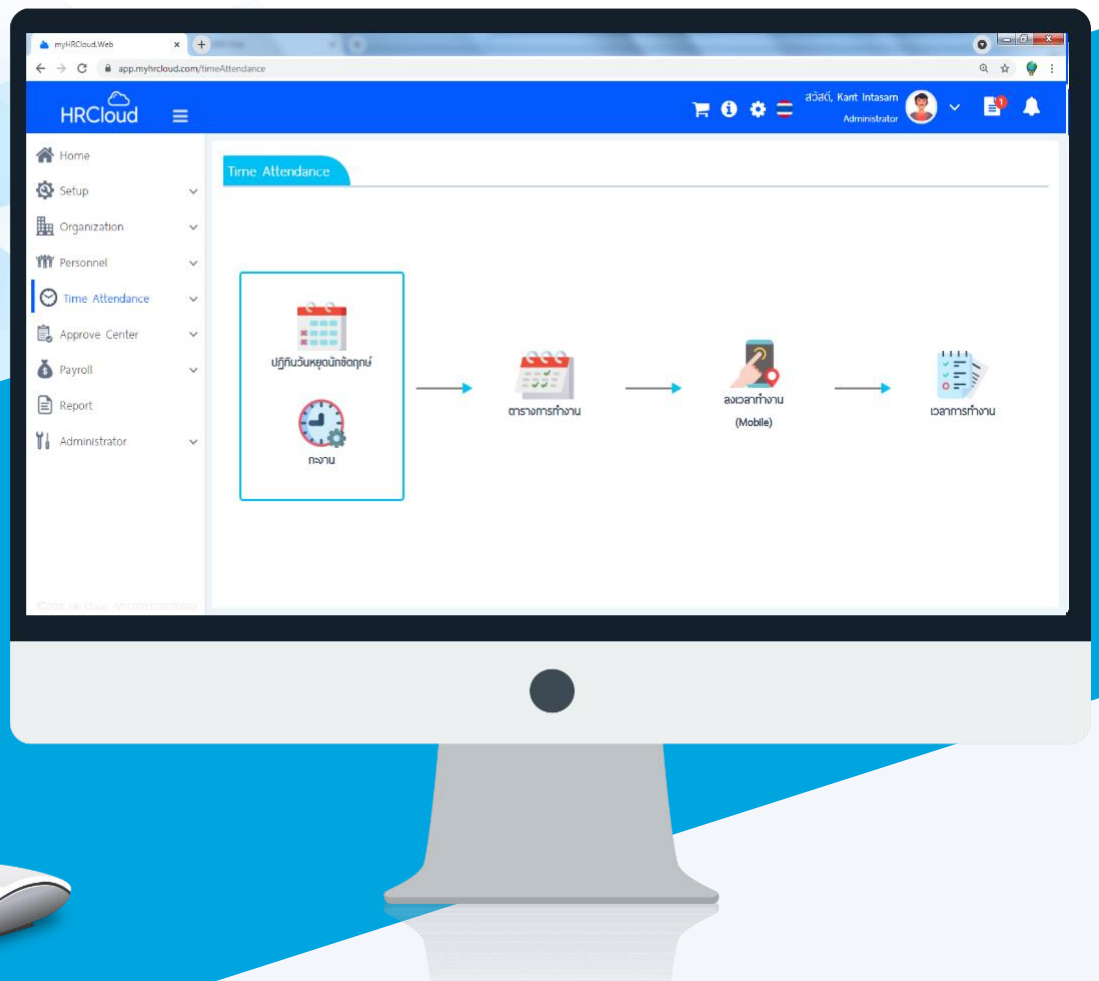 myHRCloud.Web
app.myhrcloud.com/timeAttendance
HRCloud
สวัสดี, Kant Intasarn
Administrator
1
Home
Setup
Organization
Personnel
Time Attendance
Approve Center
Payroll
Report
Administrator
Time Attendance
ปฏิทินวันหยุดนักขัตฤกษ์
กะงาน
ตารางการทำงาน
ลงเวลาทำงาน
(Mobile)
เวลาการทำงาน